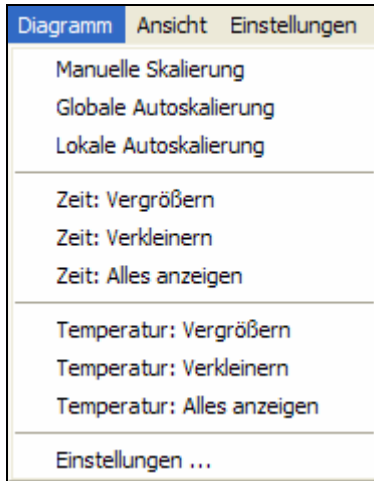 Diagramm Ansicht Einstellungen
Manuelle Skalierung
Globale Autoskalierung
Lokale Autoskalierung
Zeit: Vergrößern
Zeit: Verkleinern
Zeit: Alles anzeigen
Temperatur: Vergrößern
Temperatur: Verkleinern
Temperatur: Alles anzeigen
Einstellungen ...